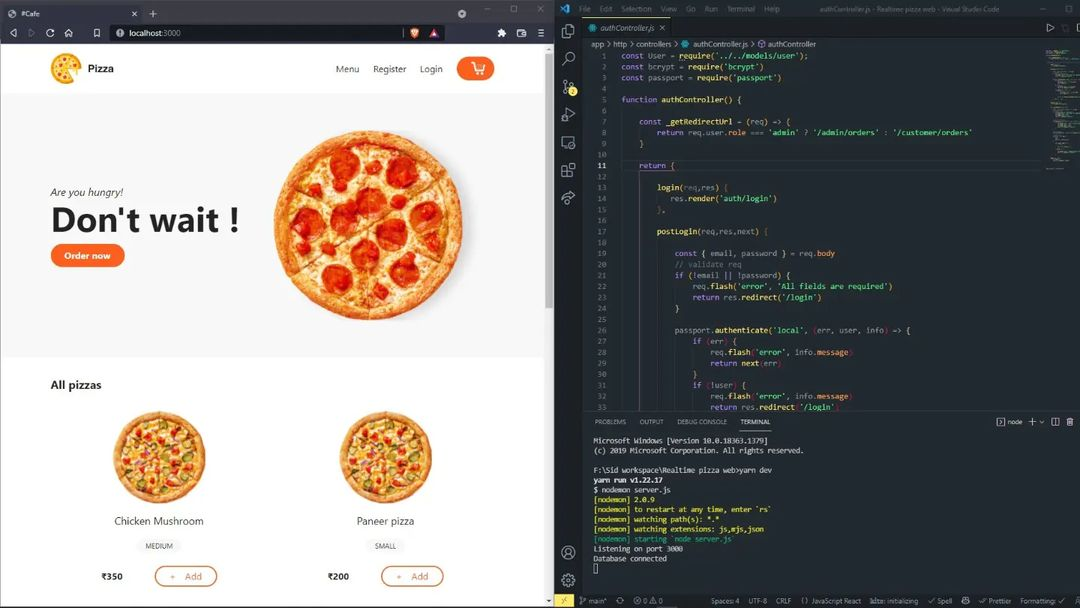 #Cafe
localhost:3000
Pizza
Menu
Register
Login
Are you hungry!
Don't wait !
Order now
All pizzas
Chicken Mushroom
MEDIUM
₹350
+ Add
Paneer pizza
SMALL
₹200
+ Add
File Edit Selection View Go Run Terminal Help
authController.js - Realtime pizza web - Visual Studio Code
authController.js
app > http > controllers > authController.js > authController
1 const User = require('../../models/user');
2 const bcrypt = require('bcrypt')
3 const passport = require('passport')
4
5 function authController() {
6
7 const _getRedirectUrl = (req) => {
8 return req.user.role === 'admin' ? '/admin/orders' : '/customer/orders'
9 }
10
11 return {
12
13 login(req,res) {
14 res.render('auth/login')
15 },
16
17 postLogin(req,res,next) {
18
19 const { email, password } = req.body
20 // validate req
21 if (!email || !password) {
22 req.flash('error', 'All fields are required')
23 return res.redirect('/login')
24 }
25
26 passport.authenticate('local', (err, user, info) => {
27 if (err) {
28 req.flash('error', info.message)
29 return next(err)
30 }
31 if (!user) {
32 req.flash('error', info.message)
33 return res.redirect('/login')
PROBLEMS OUTPUT DEBUG CONSOLE TERMINAL
node
Microsoft Windows [Version 10.0.18363.1379]
(c) 2019 Microsoft Corporation. All rights reserved.
F:\Sid workspace\Realtime pizza web>yarn dev
yarn run v1.22.17
$ nodemon server.js
[nodemon] 2.0.9
[nodemon] to restart at any time, enter `rs`
[nodemon] watching path(s): *.*
[nodemon] watching extensions: js,mjs,json
[nodemon] starting `node server.js`
Listening on port 3000
Database connected
main* 0 0
Spaces: 4 UTF-8 CRLF {} JavaScript React
initializing Spell Prettier Formatting: